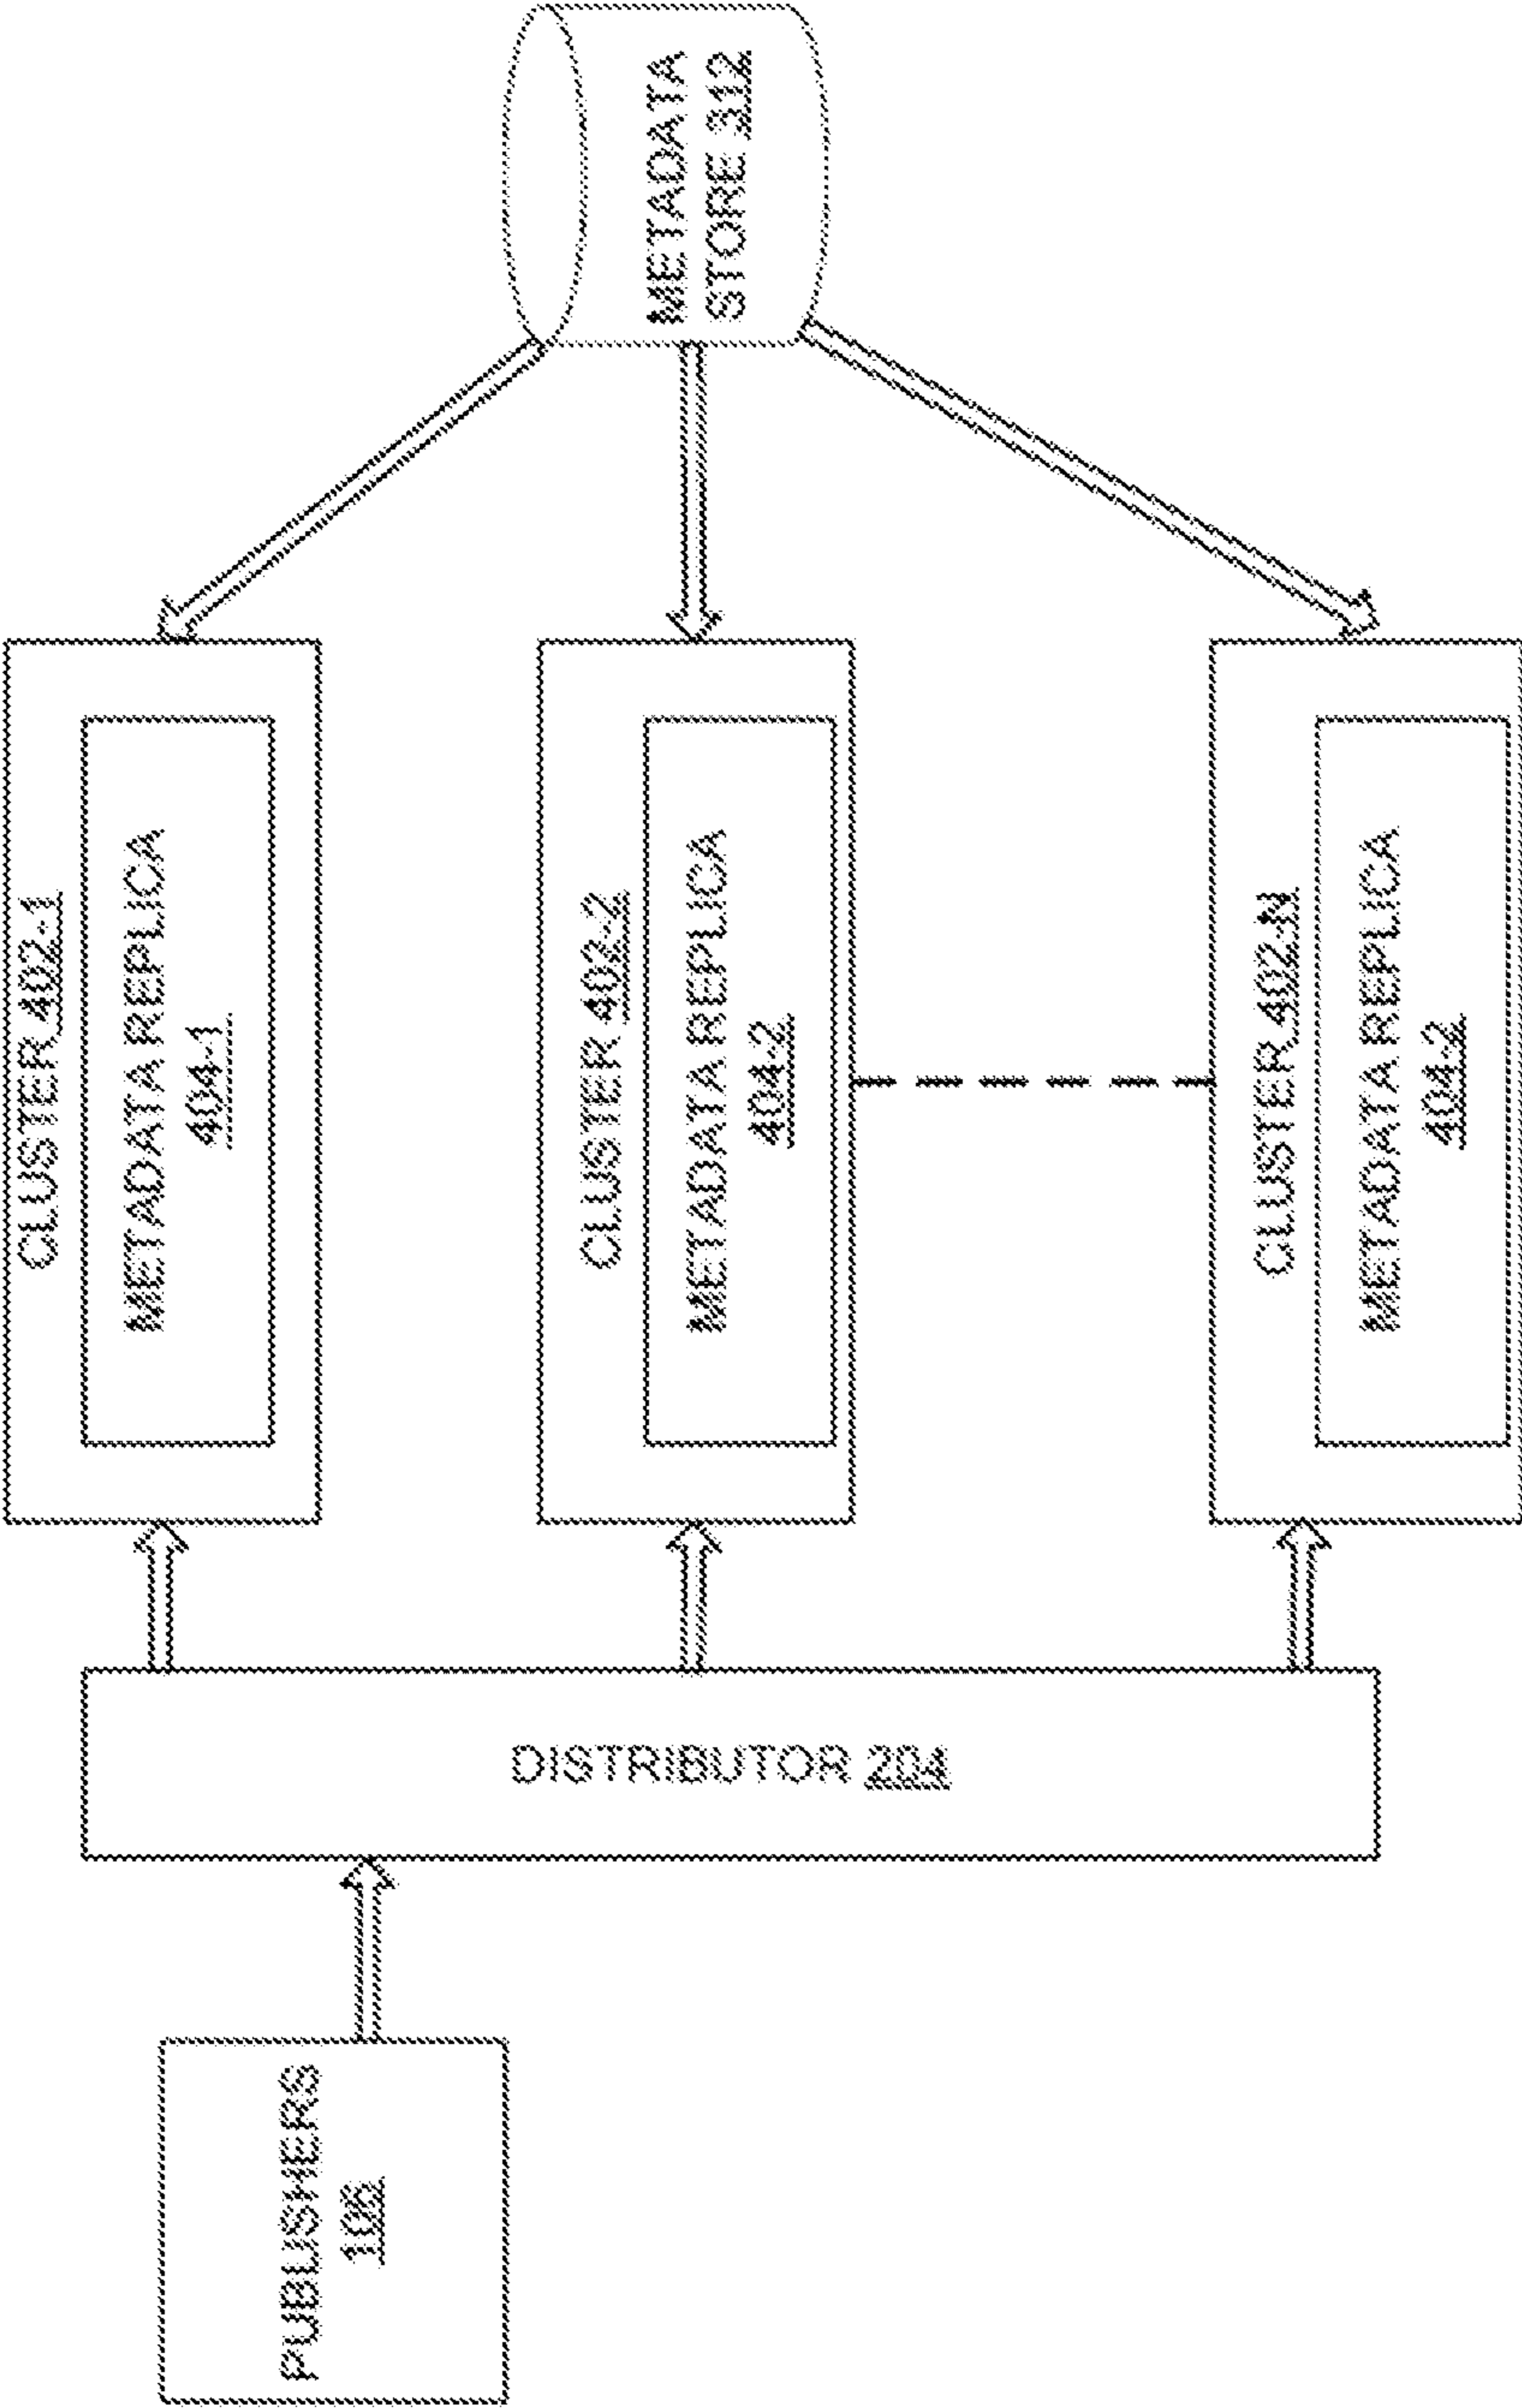 PUBLISHERS
106
DISTRIBUTOR 204
CLUSTER 402-1
METADATA REPLICA
404-1
CLUSTER 402-2
METADATA REPLICA
404-2
CLUSTER 402-N
METADATA REPLICA
404-2
METADATA
STORE 312